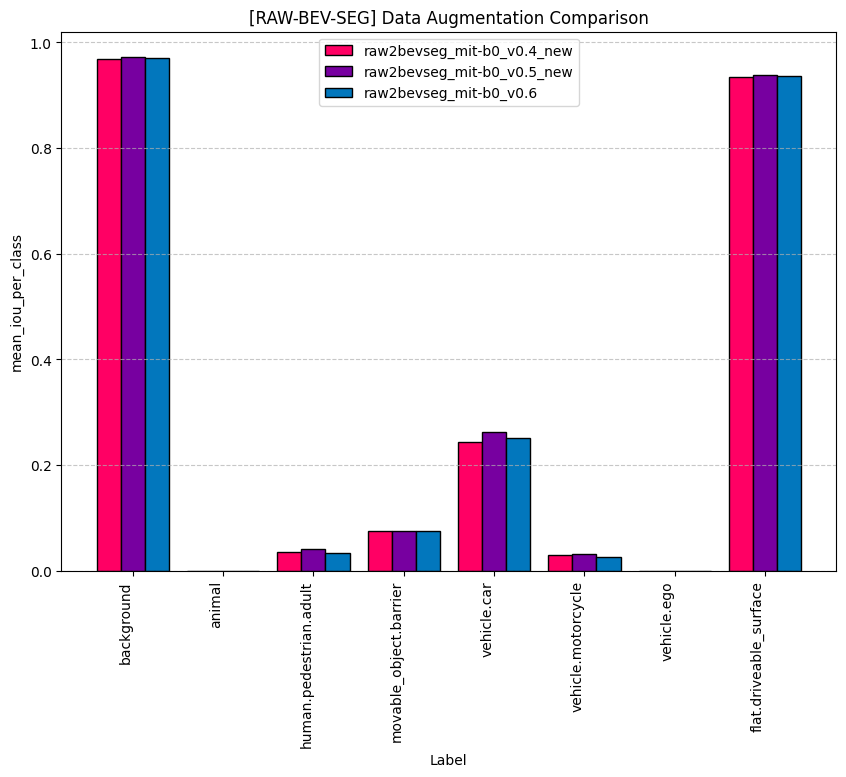 [RAW-BEV-SEG] Data Augmentation Comparison
raw2bevseg_mit-b0_v0.4_new
raw2bevseg_mit-b0_v0.5_new
raw2bevseg_mit-b0_v0.6
mean_iou_per_class
1.0
0.8
0.6
0.4
0.2
0.0
background
animal
human.pedestrian.adult
movable_object.barrier
vehicle.car
vehicle.motorcycle
vehicle.ego
flat.driveable_surface
Label